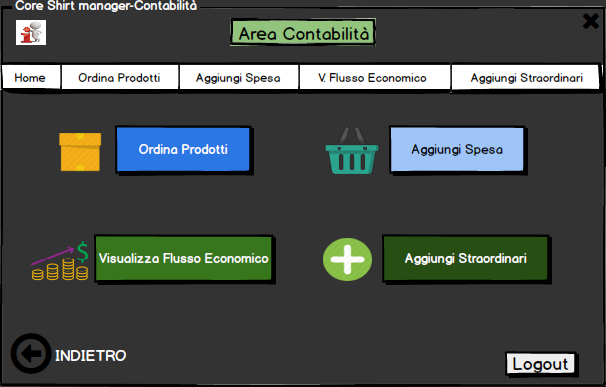 Core Shirt manager-Contabilità
Area Contabilità
Home Ordina Prodotti Aggiungi Spesa V. Flusso Economico Aggiungi Straordinari
Ordina Prodotti Aggiungi Spesa
$
Visualizza Flusso Economico Aggiungi Straordinari
INDIETRO
Logout